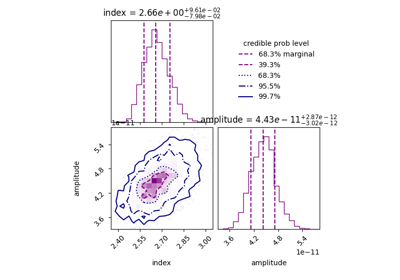 index = 2.66e+00+9.61e−02 −7.98e−02
credible prob level
68.3% marginal
39.3%
68.3%
95.5%
99.7%
1e−11
amplitude = 4.43e−11+2.87e−12 −3.02e−12
5.4
4.8
4.2
3.6
amplitude
2.40 2.55 2.70 2.85 3.00
3.6 4.2 4.8 5.4
1e−11
index
amplitude